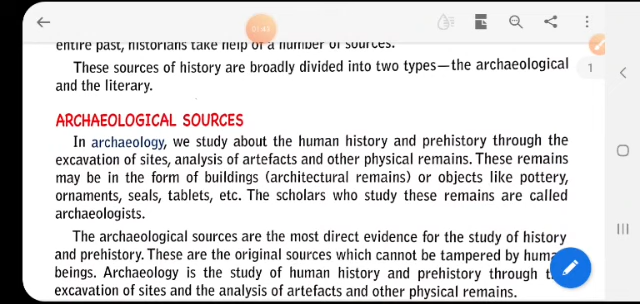 entire past, historians take help of a number of sources.
These sources of history are broadly divided into two types—the archaeological
and the literary.
1
ARCHAEOLOGICAL SOURCES
In archaeology, we study about the human history and prehistory through the
excavation of sites, analysis of artefacts and other physical remains. These remains
may be in the form of buildings (architectural remains) or objects like pottery,
ornaments, seals, tablets, etc. The scholars who study these remains are called
archaeologists.
The archaeological sources are the most direct evidence for the study of history
and prehistory. These are the original sources which cannot be tampered by
beings. Archaeology is the study of human history and prehistory through
excavation of sites and the analysis of artefacts and other physical remains.